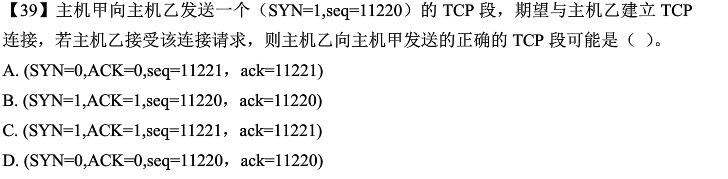 【39】主机甲向主机乙发送一个（SYN=1,seq=11220）的 TCP 段，期望与主机乙建立 TCP
连接，若主机乙接受该连接请求，则主机乙向主机甲发送的正确的 TCP 段可能是（ ）。
A. (SYN=0,ACK=0,seq=11221，ack=11221)
B. (SYN=1,ACK=1,seq=11220，ack=11220)
C. (SYN=1,ACK=1,seq=11221，ack=11221)
D. (SYN=0,ACK=0,seq=11220，ack=11220)